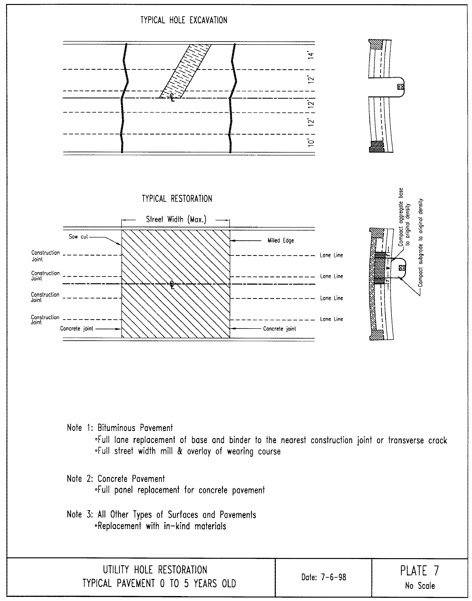 TYPICAL HOLE EXCAVATION
14'
12'
12'
12'
10'
℄
TYPICAL RESTORATION
Street Width (Max.)
Saw cut
Milled Edge
Construction Joint
Lane Line
Construction Joint
Lane Line
℄
Construction Joint
Lane Line
Construction Joint
Lane Line
Concrete joint
Concrete joint
Compact aggregate base
to original density
Compact subgrade to original density
Note 1: Bituminous Pavement
*Full lane replacement of base and binder to the nearest construction joint or transverse crack
*Full street width mill & overlay of wearing course
Note 2: Concrete Pavement
*Full panel replacement for concrete pavement
Note 3: All Other Types of Surfaces and Pavements
*Replacement with in-kind materials
UTILITY HOLE RESTORATION
TYPICAL PAVEMENT 0 TO 5 YEARS OLD
Date: 7-6-98
PLATE 7
No Scale